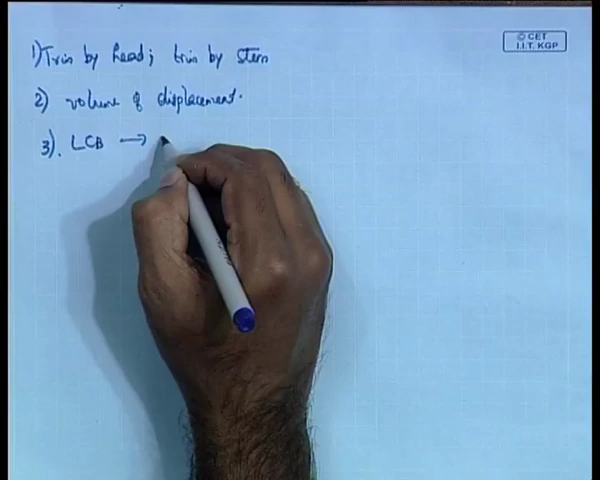 1) Trim by head; trim by stern
2) volume of displacement.
3). LCB →
© CET
I.I.T. KGP